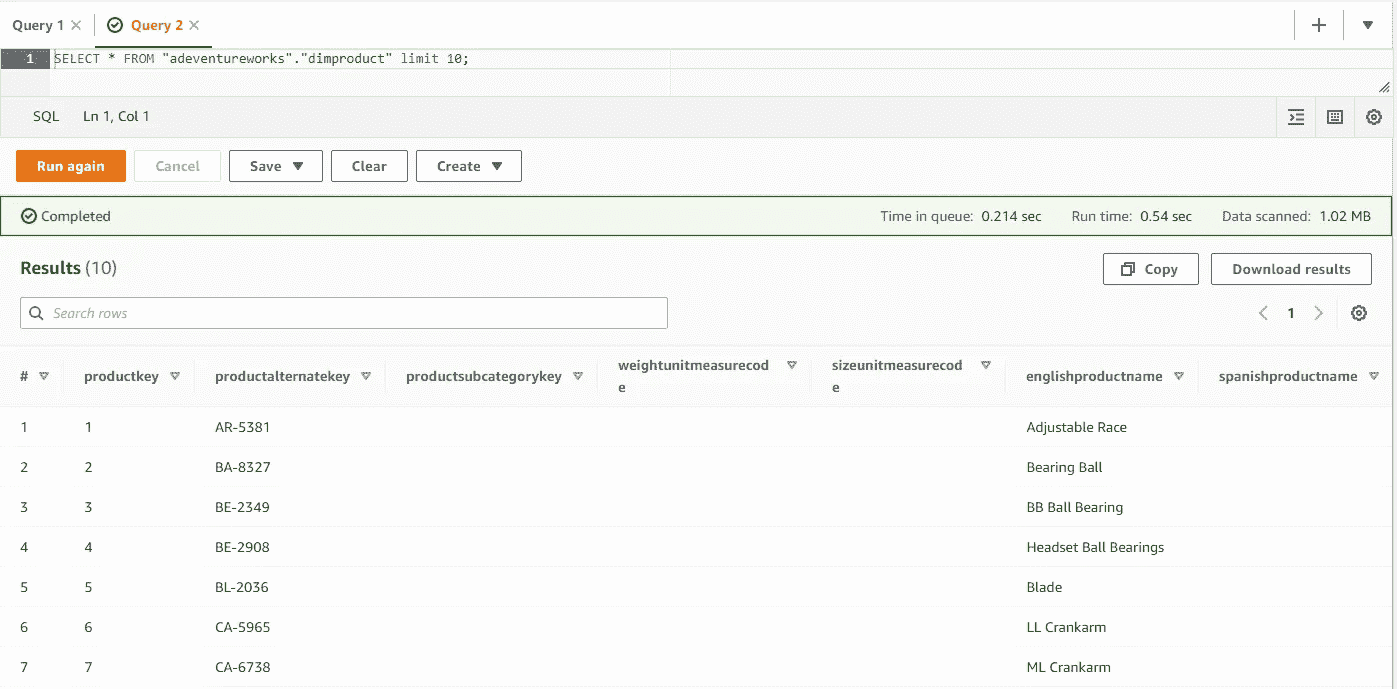 Query 1 Query 2
1 SELECT * FROM "adeventureworks"."dimproduct" limit 10;
SQL Ln 1, Col 1
Run again Cancel Save Clear Create
Completed Time in queue: 0.214 sec Run time: 0.54 sec Data scanned: 1.02 MB
Results (10) Copy Download results
Search rows 1
# productkey productalternatekey productsubcategorykey weightunitmeasurecod sizeunitmeasurecod englishproductname spanishproductname
e e
1 1 AR-5381 Adjustable Race
2 2 BA-8327 Bearing Ball
3 3 BE-2349 BB Ball Bearing
4 4 BE-2908 Headset Ball Bearings
5 5 BL-2036 Blade
6 6 CA-5965 LL Crankarm
7 7 CA-6738 ML Crankarm